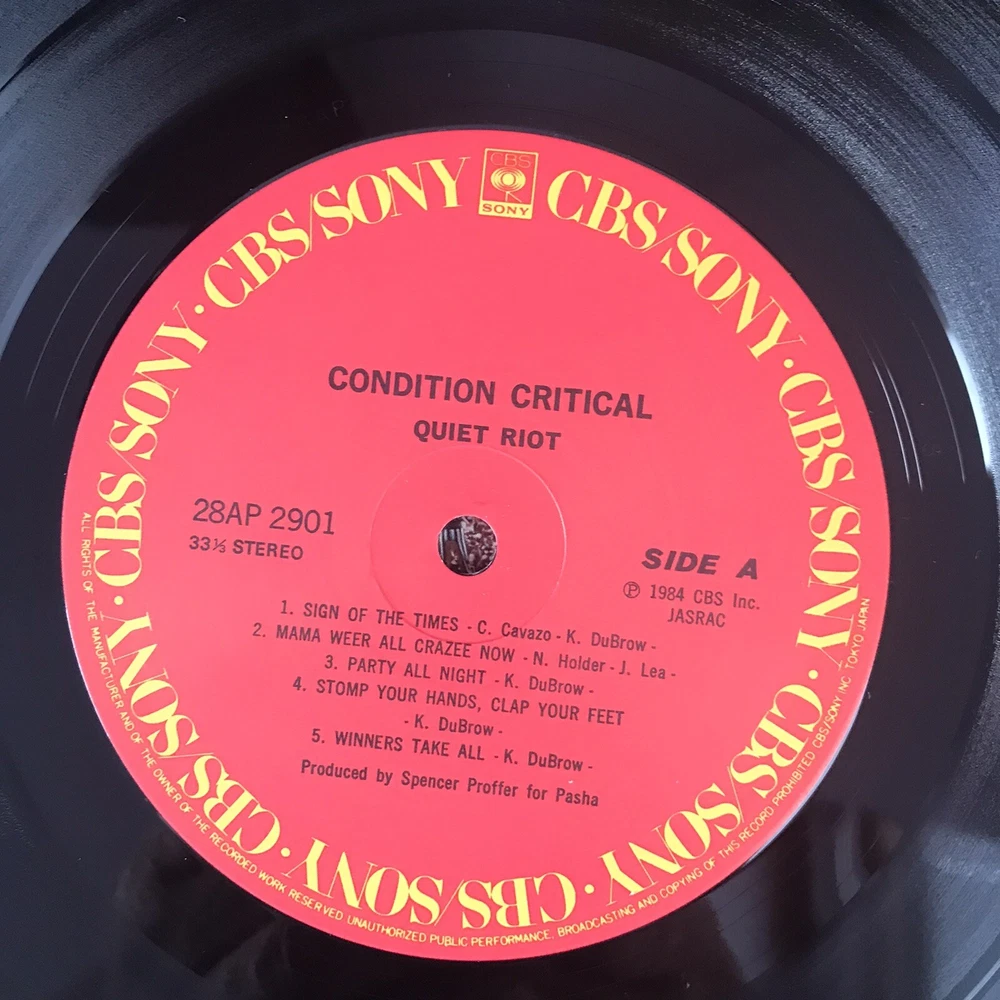 CBS
SONY
CBS/SONY · CBS/SONY · CBS/SONY · CBS/SONY · CBS/SONY · CBS/SONY · CBS/SONY · CBS/SONY
CONDITION CRITICAL
QUIET RIOT
28AP 2901
33⅓ STEREO
SIDE A
Ⓟ 1984 CBS Inc.
JASRAC
1. SIGN OF THE TIMES - C. Cavazo - K. DuBrow -
2. MAMA WEER ALL CRAZEE NOW - N. Holder - J. Lea -
3. PARTY ALL NIGHT - K. DuBrow -
4. STOMP YOUR HANDS, CLAP YOUR FEET
- K. DuBrow -
5. WINNERS TAKE ALL - K. DuBrow -
Produced by Spencer Proffer for Pasha
ALL RIGHTS OF THE MANUFACTURER AND OF THE OWNER OF THE RECORDED WORK RESERVED UNAUTHORIZED PUBLIC PERFORMANCE. BROADCASTING AND COPYING OF THIS RECORD PROHIBITED CBS/SONY INC. TOKYO JAPAN